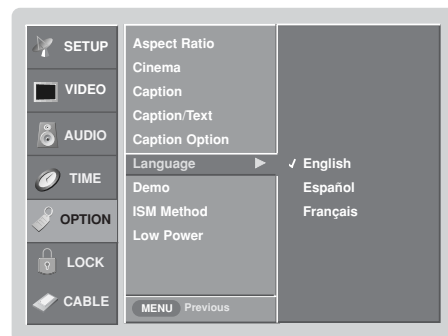 SETUP
VIDEO
AUDIO
TIME
OPTION
LOCK
CABLE
Aspect Ratio
Cinema
Caption
Caption/Text
Caption Option
Language
Demo
ISM Method
Low Power
MENU Previous
✓ English
Español
Français